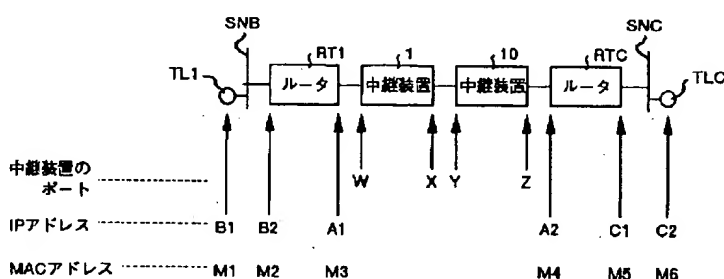 SNB
SNC
RT1
1
10
RTC
TL1
ルータ
中継装置
中継装置
ルータ
TLC
中継装置の
ポート
W
X
Y
Z
IPアドレス
B1
B2
A1
A2
C1
C2
MACアドレス
M1
M2
M3
M4
M5
M6